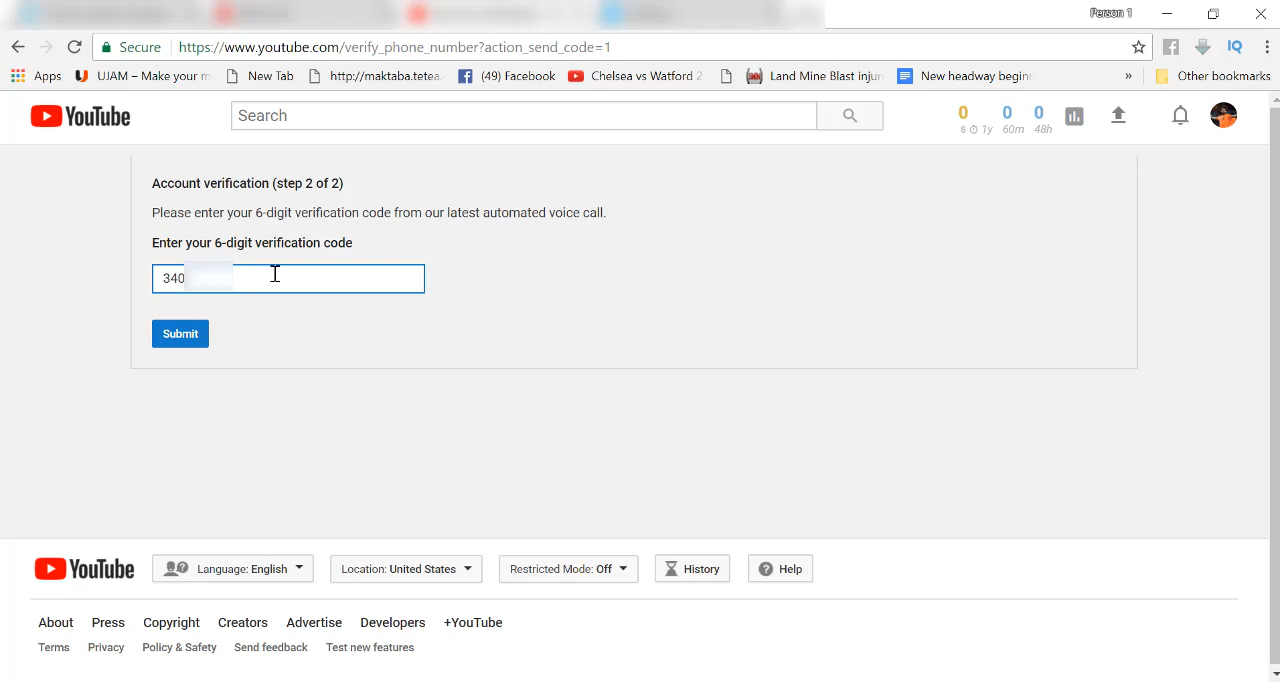 Person 1
Secure https://www.youtube.com/verify_phone_number?action_send_code=1
Apps UJAM – Make your m New Tab http://maktaba.tetea. (49) Facebook Chelsea vs Watford 2 Land Mine Blast injur New headway beginn » Other bookmarks
YouTube Search 0 0 0
$ 1y 60m 48h
Account verification (step 2 of 2)
Please enter your 6-digit verification code from our latest automated voice call.
Enter your 6-digit verification code
340
Submit
YouTube Language: English Location: United States Restricted Mode: Off History Help
About Press Copyright Creators Advertise Developers +YouTube
Terms Privacy Policy & Safety Send feedback Test new features